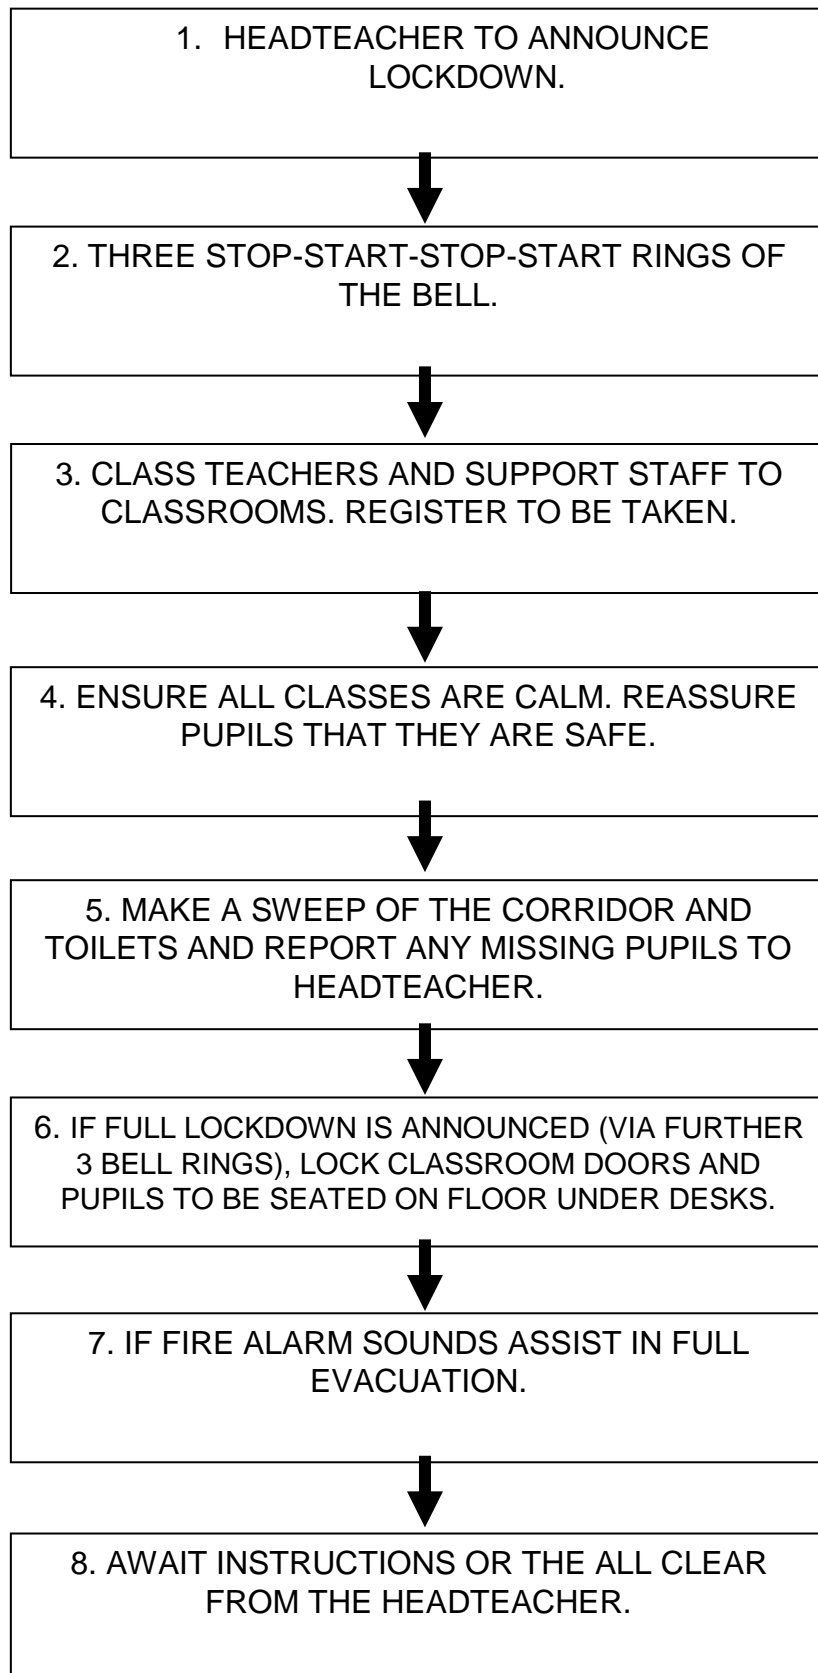 1. HEADTEACHER TO ANNOUNCE
LOCKDOWN.
2. THREE STOP-START-STOP-START RINGS OF
THE BELL.
3. CLASS TEACHERS AND SUPPORT STAFF TO
CLASSROOMS. REGISTER TO BE TAKEN.
4. ENSURE ALL CLASSES ARE CALM. REASSURE
PUPILS THAT THEY ARE SAFE.
5. MAKE A SWEEP OF THE CORRIDOR AND
TOILETS AND REPORT ANY MISSING PUPILS TO
HEADTEACHER.
6. IF FULL LOCKDOWN IS ANNOUNCED (VIA FURTHER
3 BELL RINGS), LOCK CLASSROOM DOORS AND
PUPILS TO BE SEATED ON FLOOR UNDER DESKS.
7. IF FIRE ALARM SOUNDS ASSIST IN FULL
EVACUATION.
8. AWAIT INSTRUCTIONS OR THE ALL CLEAR
FROM THE HEADTEACHER.